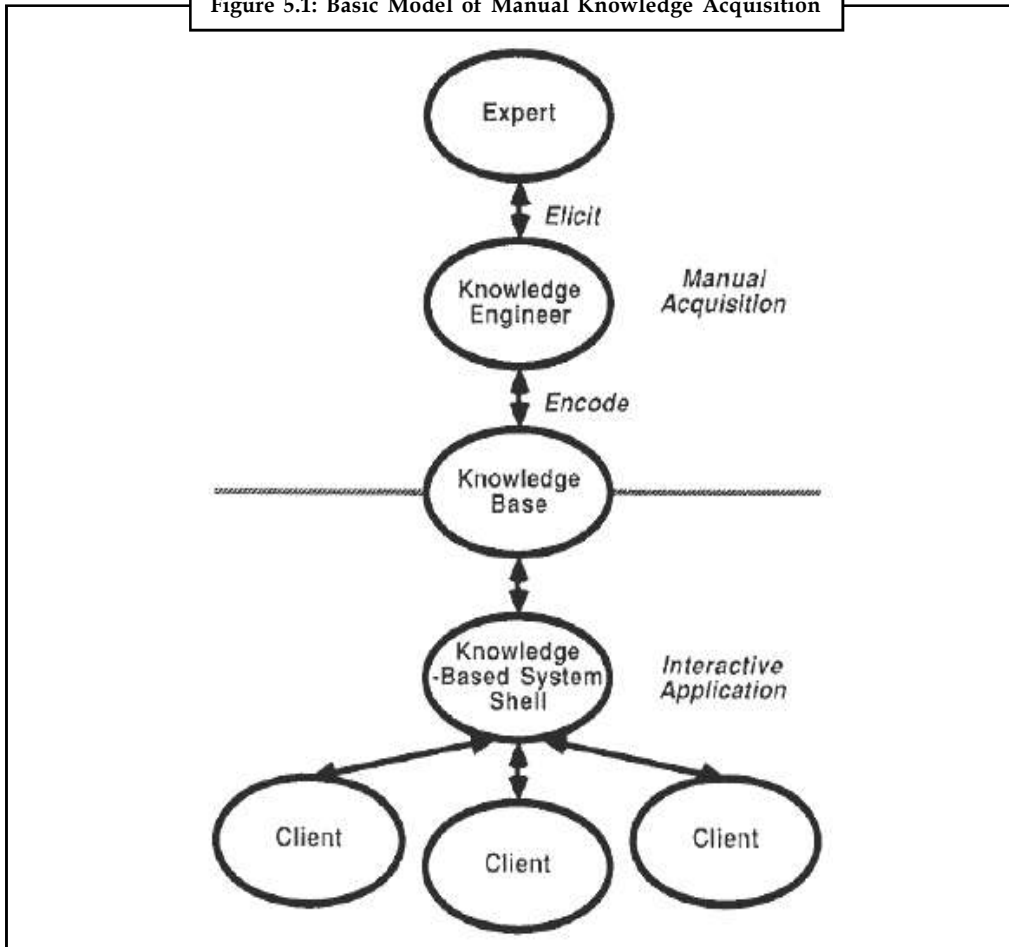 Figure 5.1: Basic Model of Manual Knowledge Acquisition
Expert
Elicit
Knowledge
Engineer
Manual
Acquisition
Encode
Knowledge
Base
Knowledge
-Based System
Shell
Interactive
Application
Client
Client
Client